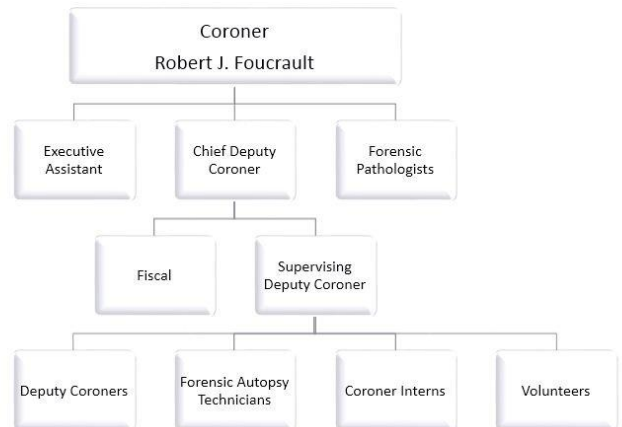 Coroner
Robert J. Foucrault
Executive
Assistant
Chief Deputy
Coroner
Forensic
Pathologists
Fiscal
Supervising
Deputy Coroner
Deputy Coroners
Forensic Autopsy
Technicians
Coroner Interns
Volunteers